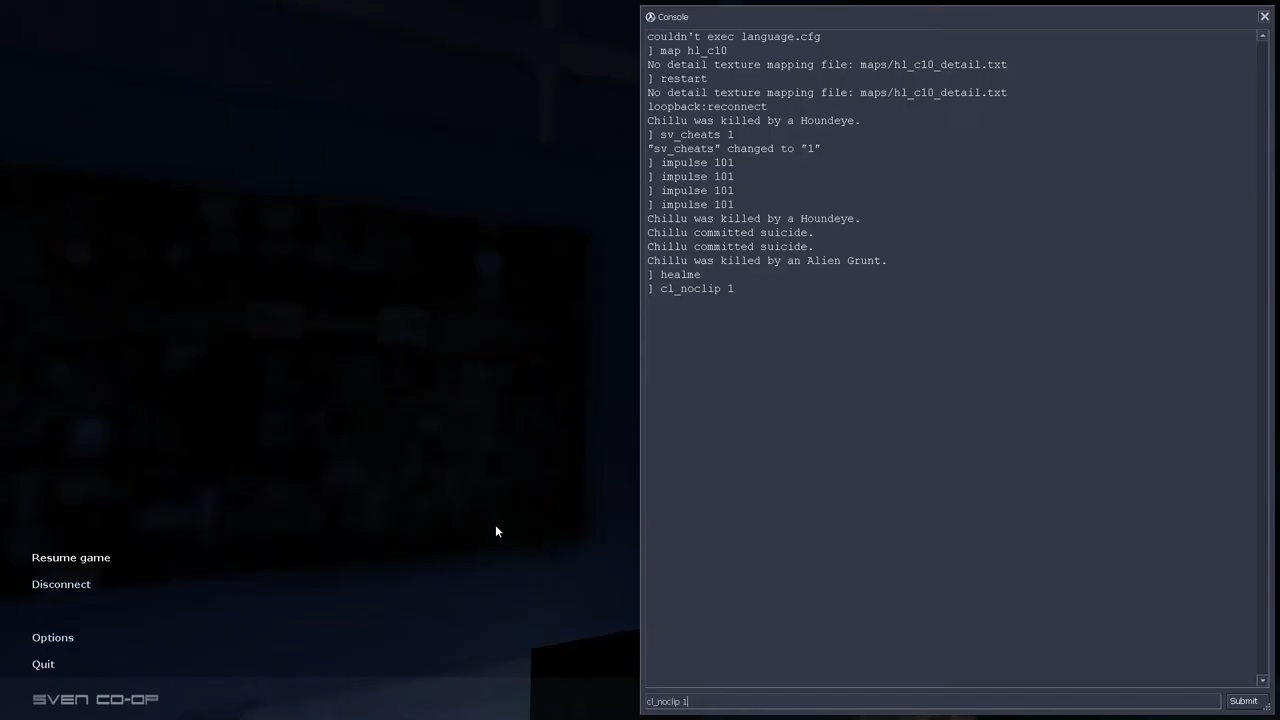 Console
couldn't exec language.cfg
] map hl_c10
No detail texture mapping file: maps/hl_c10_detail.txt
] restart
No detail texture mapping file: maps/hl_c10_detail.txt
loopback:reconnect
Chillu was killed by a Houndeye.
] sv_cheats 1
"sv_cheats" changed to "1"
] impulse 101
] impulse 101
] impulse 101
] impulse 101
Chillu was killed by a Houndeye.
Chillu committed suicide.
Chillu committed suicide.
Chillu was killed by an Alien Grunt.
] healme
] cl_noclip 1
cl_noclip 1
Submit
Resume game
Disconnect
Options
Quit
SVEN CO-OP